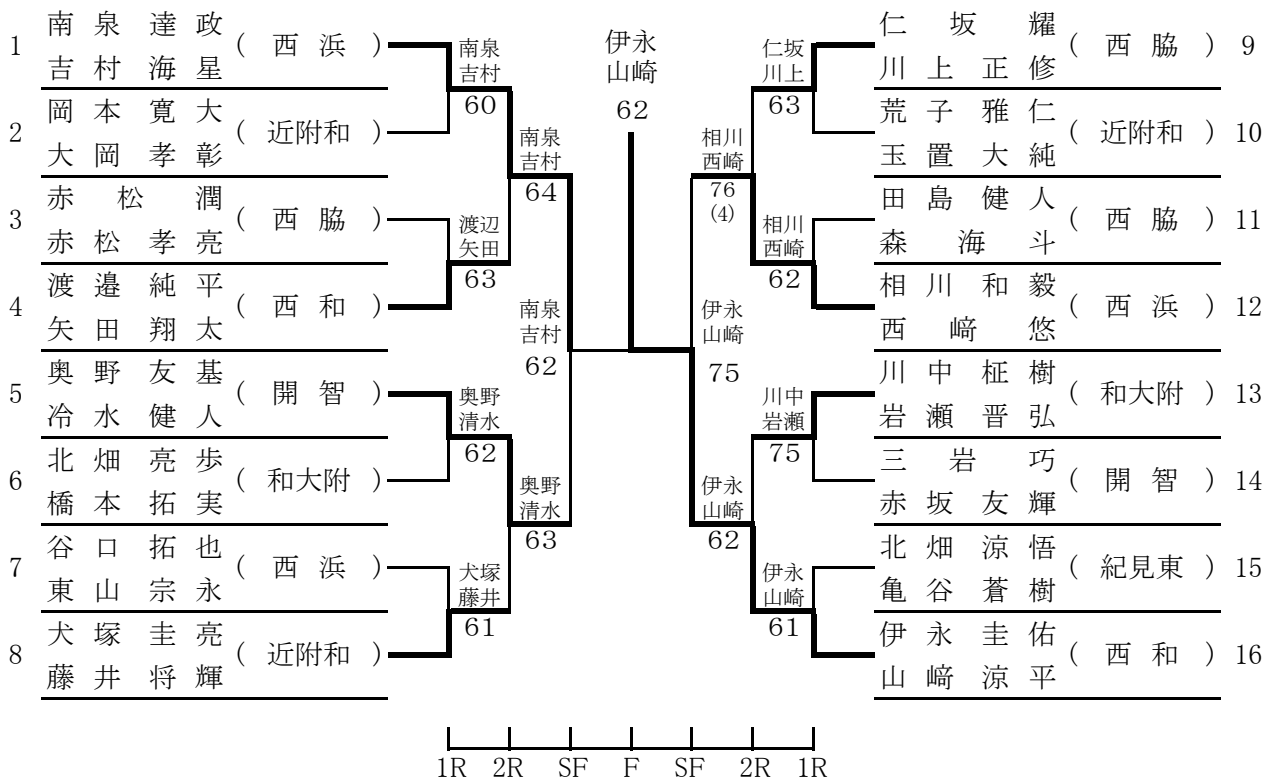 1 南泉達政 吉村海星 (西浜)
2 岡本寛大 大岡孝彰 (近附和)
3 赤松潤 赤松孝亮 (西脇)
4 渡邉純平 矢田翔太 (西和)
5 奥野友基 冷水健人 (開智)
6 北畑亮歩 橋本拓実 (和大附)
7 谷口拓也 東山宗永 (西浜)
8 犬塚圭亮 藤井将輝 (近附和)
南泉
吉村
60
渡辺
矢田
63
奥野
清水
62
犬塚
藤井
61
南泉
吉村
64
奥野
清水
63
南泉
吉村
62
伊永
山崎
62
伊永
山崎
75
相川
西崎
76
(4)
伊永
山崎
62
仁坂
川上
63
相川
西崎
62
川中
岩瀬
75
伊永
山崎
61
仁坂耀 川上正修 (西脇) 9
荒子雅仁 玉置大純 (近附和) 10
田島健人 森海斗 (西脇) 11
相川和毅 西﨑悠 (西浜) 12
川中柾樹 岩瀬晋弘 (和大附) 13
三岩巧 赤坂友輝 (開智) 14
北畑涼悟 亀谷蒼樹 (紀見東) 15
伊永圭佑 山﨑涼平 (西和) 16
1R 2R SF F SF 2R 1R